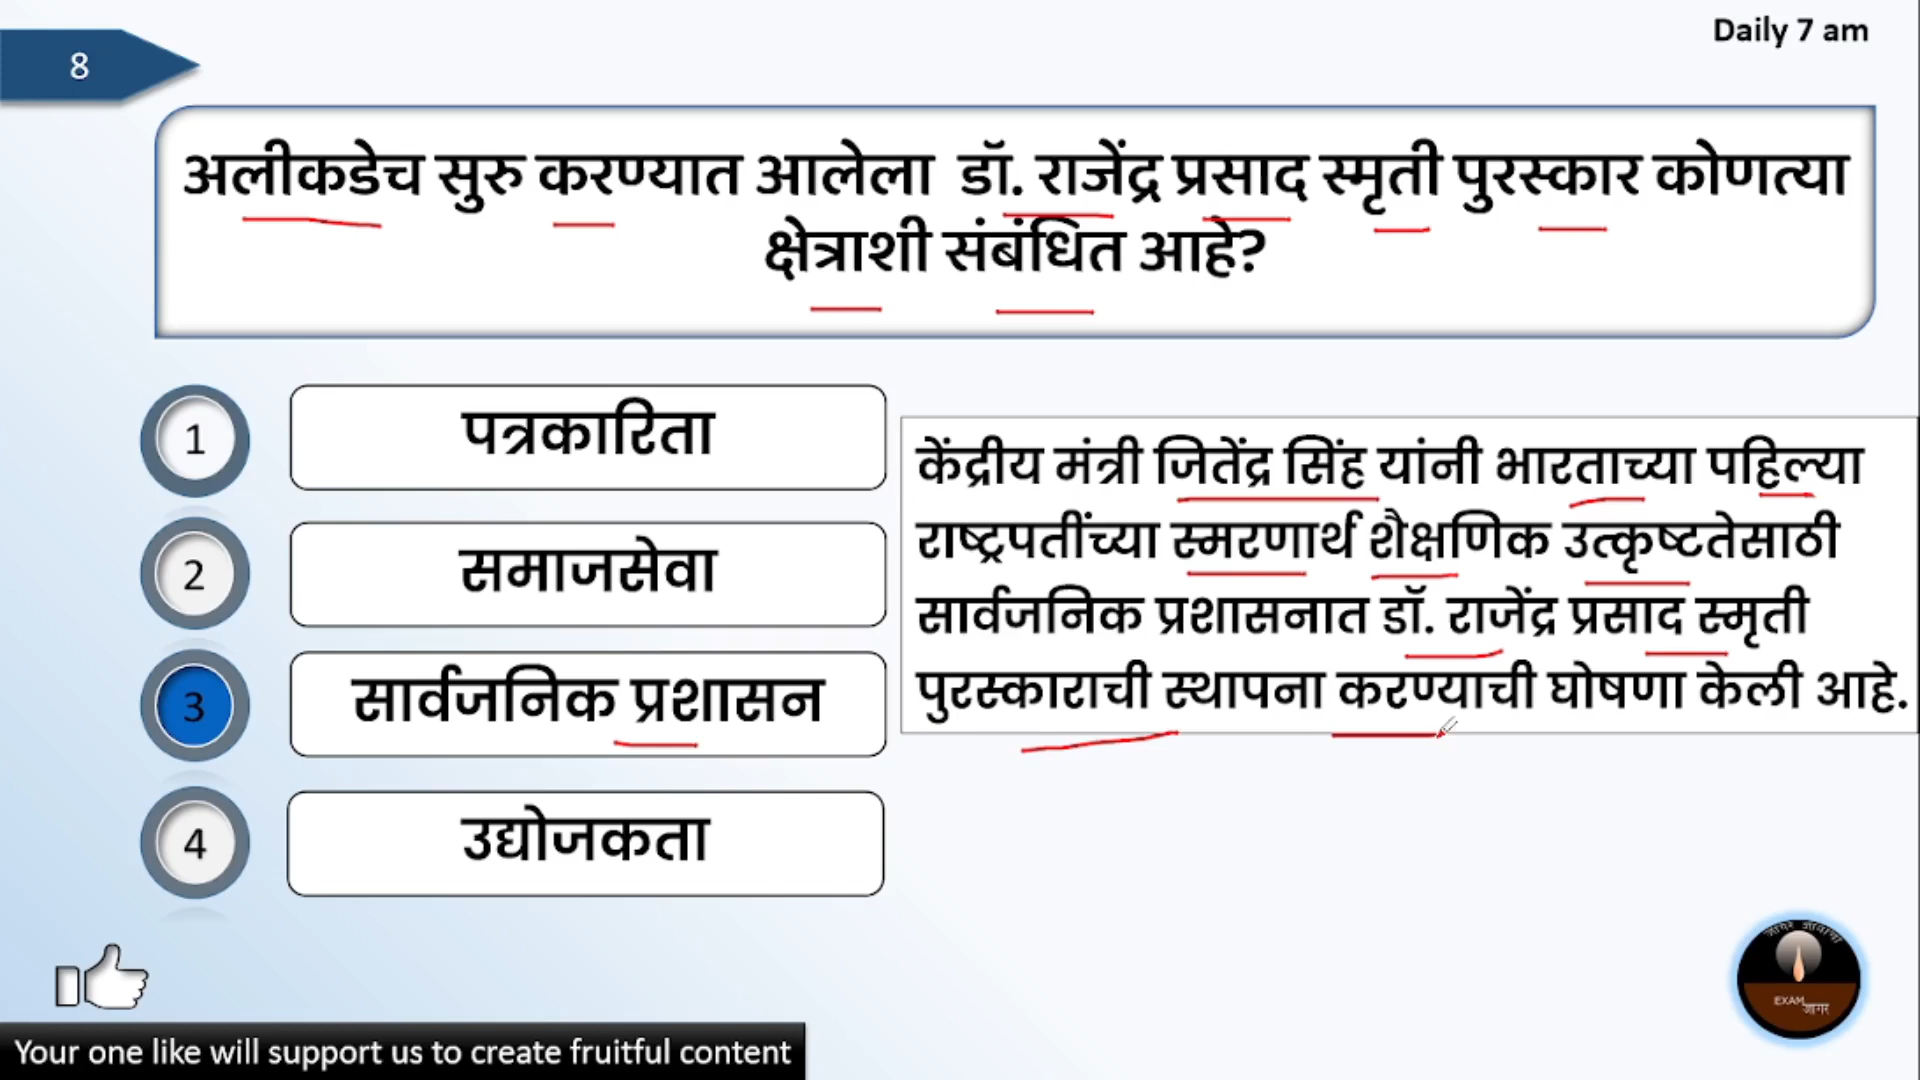 Daily 7 am
8
अलीकडेच सुरु करण्यात आलेला डॉ. राजेंद्र प्रसाद स्मृती पुरस्कार कोणत्या
क्षेत्राशी संबंधित आहे?
1
पत्रकारिता
2
समाजसेवा
3
सार्वजनिक प्रशासन
4
उद्योजकता
केंद्रीय मंत्री जितेंद्र सिंह यांनी भारताच्या पहिल्या
राष्ट्रपतींच्या स्मरणार्थ शैक्षणिक उत्कृष्टतेसाठी
सार्वजनिक प्रशासनात डॉ. राजेंद्र प्रसाद स्मृती
पुरस्काराची स्थापना करण्याची घोषणा केली आहे.
EXAM
जागर
Your one like will support us to create fruitful content